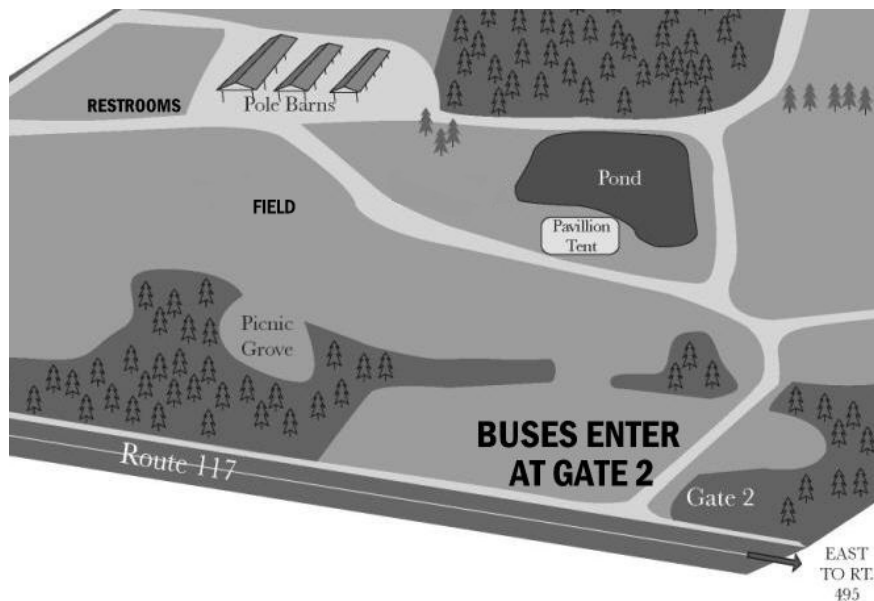 RESTROOMS
Pole Barns
Pond
FIELD
Pavillion
Tent
Picnic
Grove
BUSES ENTER
AT GATE 2
Route 117
Gate 2
EAST
TO RT.
495